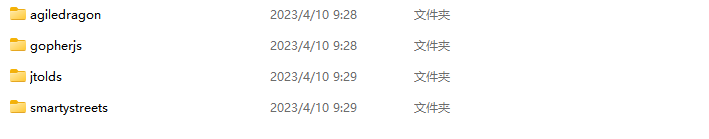 agiledragon 2023/4/10 9:28 文件夹
gopherjs 2023/4/10 9:28 文件夹
jtolds 2023/4/10 9:29 文件夹
smartystreets 2023/4/10 9:29 文件夹